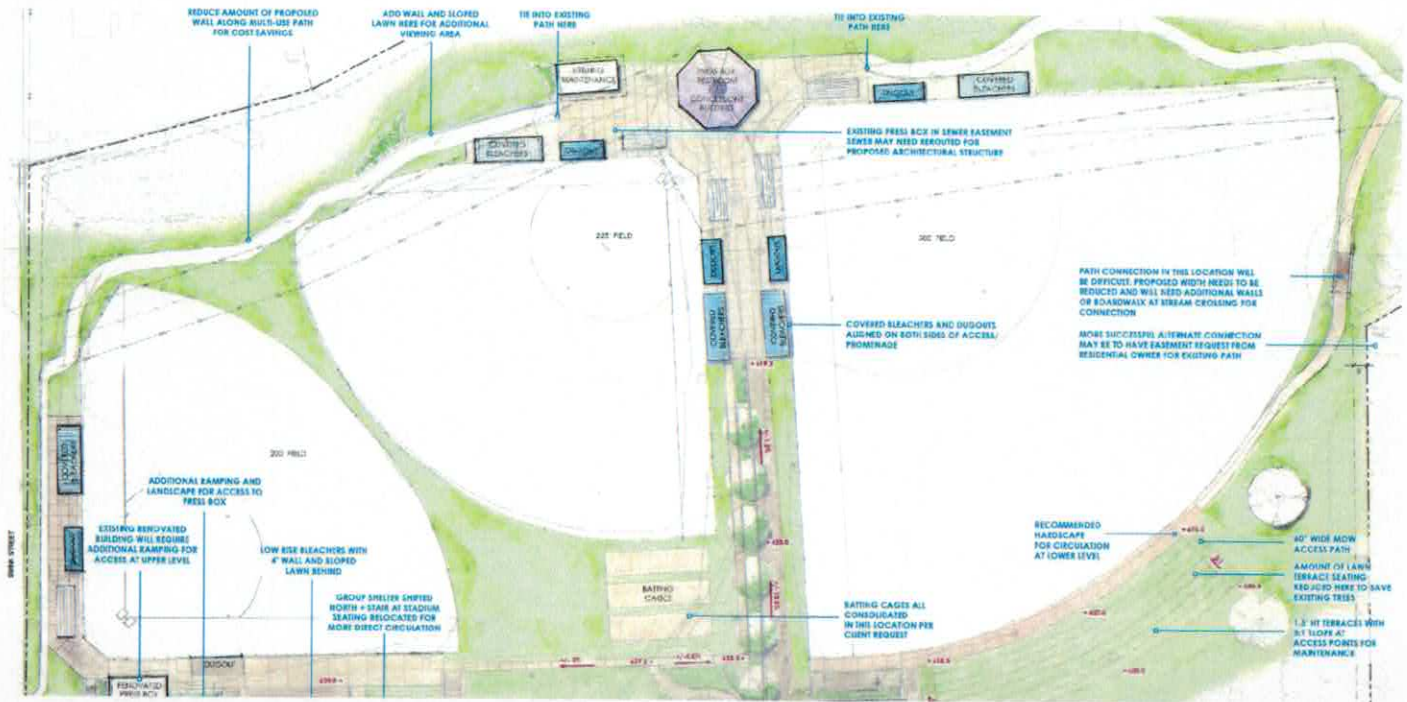 REDUCE AMOUNT OF PROPOSED
WALL ALONG MULTI-USE PATH
FOR COST SAVINGS
ADD WALL AND SLOPED
LAWN HERE FOR ADDITIONAL
VIEWING AREA
TIE INTO EXISTING
PATH HERE
TIE INTO EXISTING
PATH HERE
MAINTENANCE
PRESS BOX
RESTROOM
CONCESSIONS
BUILDING
DUGOUT
COVERED
BLEACHERS
COVERED
BLEACHERS
DUGOUT
EXISTING PRESS BOX IN SEWER EASEMENT
SEWER MAY NEED REROUTED FOR
PROPOSED ARCHITECTURAL STRUCTURE
225' FIELD
300' FIELD
DUGOUT
DUGOUT
COVERED
BLEACHERS
COVERED
BLEACHERS
COVERED BLEACHERS AND DUGOUTS
ALIGNED ON BOTH SIDES OF ACCESS/
PROMENADE
PATH CONNECTION IN THIS LOCATION WILL
BE DIFFICULT. PROPOSED WIDTH NEEDS TO BE
REDUCED AND WILL NEED ADDITIONAL WALLS
OR BOARDWALK AT STREAM CROSSING FOR
CONNECTION
MORE SUCCESSFUL ALTERNATE CONNECTION
MAY BE TO HAVE EASEMENT REQUEST FROM
RESIDENTIAL OWNER FOR EXISTING PATH
200' FIELD
COVERED
BLEACHERS
DUGOUT
STREET
ADDITIONAL RAMPING AND
LANDSCAPE FOR ACCESS TO
PRESS BOX
EXISTING RENOVATED
BUILDING WILL REQUIRE
ADDITIONAL RAMPING FOR
ACCESS AT UPPER LEVEL
LOW RISE BLEACHERS WITH
4' WALL AND SLOPED
LAWN BEHIND
GROUP SHELTER SHIFTED
NORTH + STAIR AT STADIUM
SEATING RELOCATED FOR
MORE DIRECT CIRCULATION
BATTING
CAGES
BATTING CAGES ALL
CONSOLIDATED
IN THIS LOCATION PER
CLIENT REQUEST
RECOMMENDED
HARDSCAPE
FOR CIRCULATION
AT LOWER LEVEL
60" WIDE MOW
ACCESS PATH
AMOUNT OF LAWN
TERRACE SEATING
REDUCED HERE TO SAVE
EXISTING TREES
1.5' HT TERRACES WITH
5:1 SLOPE AT
ACCESS POINTS FOR
MAINTENANCE
DUGOUT
RENOVATED
PRESS BOX